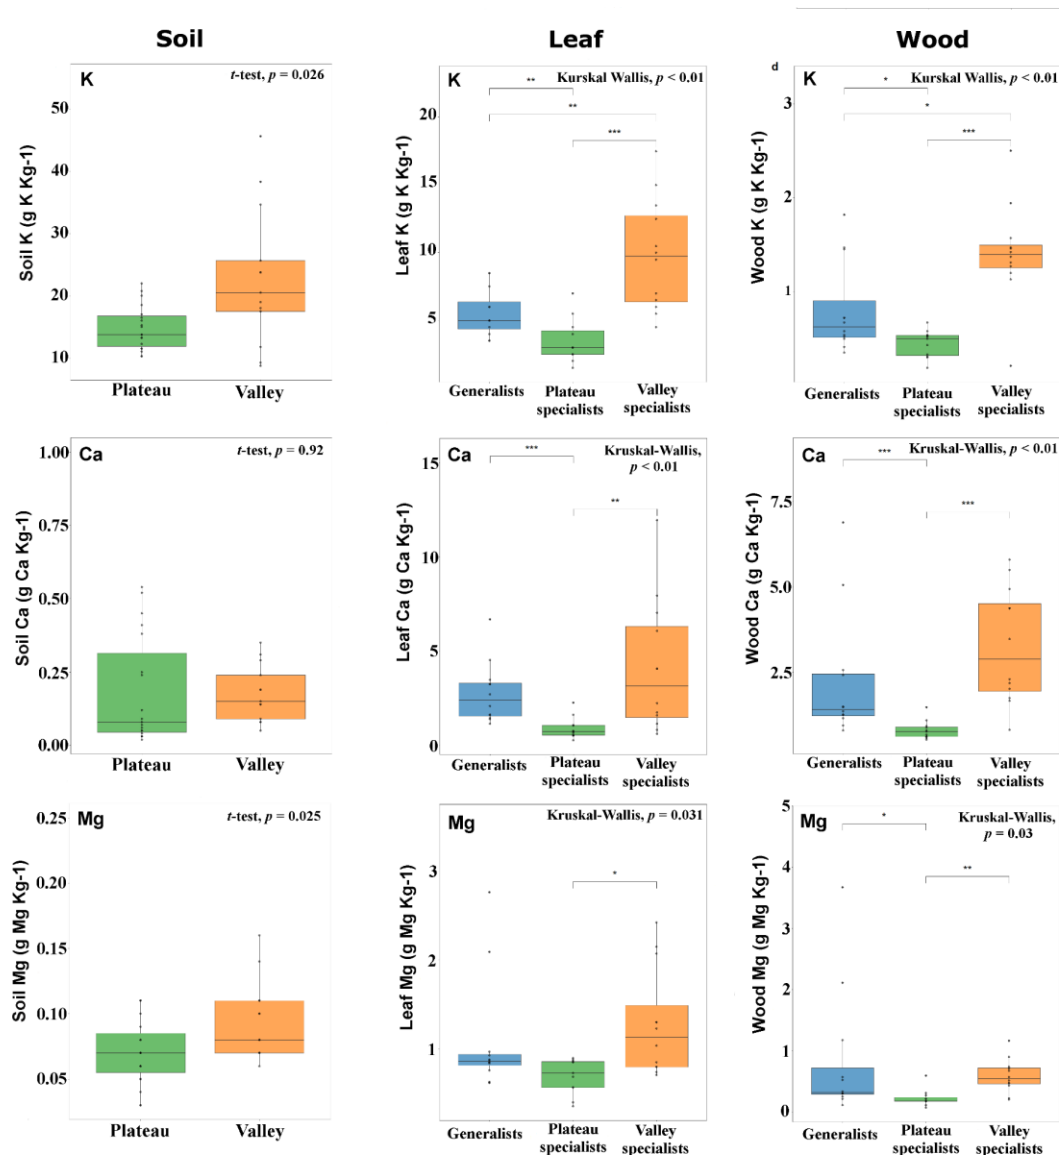 Soil
Leaf
Wood
K
t-test, p = 0.026
Soil K (g K Kg-1)
50
40
30
20
10
Plateau
Valley
K
Kurskal Wallis, p < 0.01
**
**
***
Leaf K (g K Kg-1)
20
15
10
5
Generalists
Plateau
specialists
Valley
specialists
d
K
Kurskal Wallis, p < 0.01
*
*
***
Wood K (g K Kg-1)
3
2
1
Generalists
Plateau
specialists
Valley
specialists
Ca
t-test, p = 0.92
Soil Ca (g Ca Kg-1)
1.00
0.75
0.50
0.25
0.00
Plateau
Valley
Ca
Kruskal-Wallis,
p < 0.01
***
**
Leaf Ca (g Ca Kg-1)
15
10
5
0
Generalists
Plateau
specialists
Valley
specialists
Ca
Kruskal-Wallis, p < 0.01
***
***
Wood Ca (g Ca Kg-1)
7.5
5.0
2.5
Generalists
Plateau
specialists
Valley specialists
Mg
t-test, p = 0.025
Soil Mg (g Mg Kg-1)
0.25
0.20
0.15
0.10
0.05
Plateau
Valley
Mg
Kruskal-Wallis, p = 0.031
*
Leaf Mg (g Mg Kg-1)
3
2
1
Generalists
Plateau
specialists
Valley specialists
Mg
Kruskal-Wallis,
p = 0.03
*
**
Wood Mg (g Mg Kg-1)
5
4
3
2
1
0
Generalists
Plateau
specialists
Valley specialists